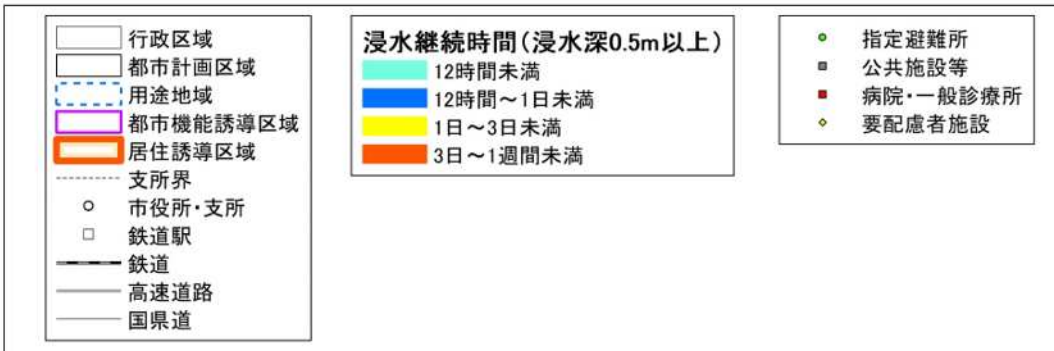 行政区域
都市計画区域
用途地域
都市機能誘導区域
居住誘導区域
支所界
市役所・支所
鉄道駅
鉄道
高速道路
国県道
浸水継続時間(浸水深0.5m以上)
12時間未満
12時間~1日未満
1日~3日未満
3日~1週間未満
指定避難所
公共施設等
病院・一般診療所
要配慮者施設